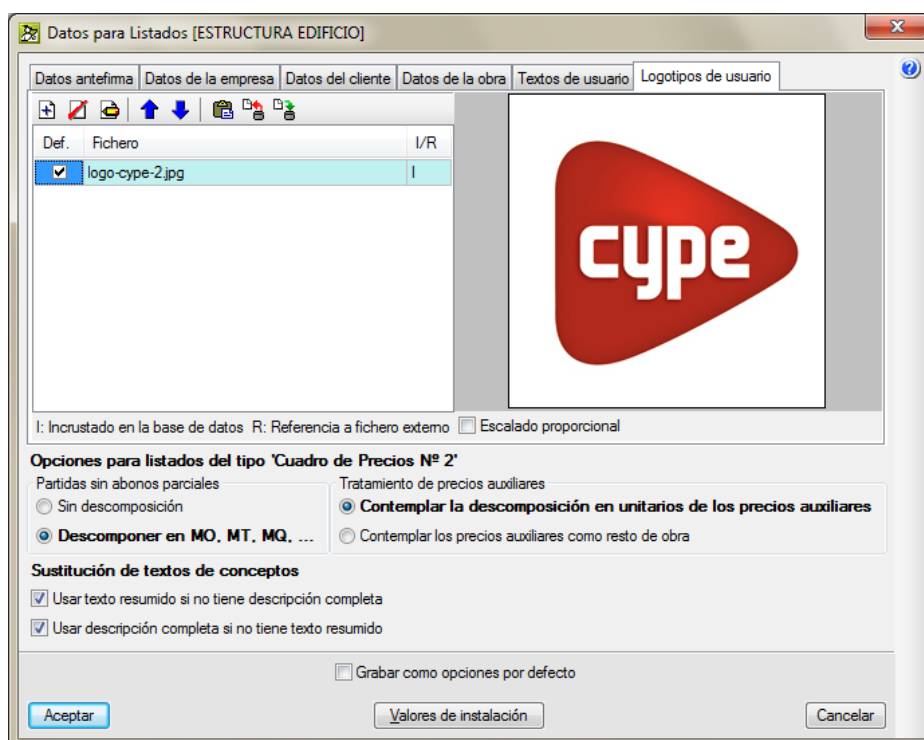 Datos para Listados [ESTRUCTURA EDIFICIO]
Datos antefirma Datos de la empresa Datos del cliente Datos de la obra Textos de usuario Logotipos de usuario
Def. Fichero I/R
logo-cype-2.jpg I
cype
I: Incrustado en la base de datos R: Referencia a fichero externo Escalado proporcional
Opciones para listados del tipo 'Cuadro de Precios Nº 2'
Partidas sin abonos parciales Tratamiento de precios auxiliares
Sin descomposición Contemplar la descomposición en unitarios de los precios auxiliares
Descomponer en MO, MT, MQ, ... Contemplar los precios auxiliares como resto de obra
Sustitución de textos de conceptos
Usar texto resumido si no tiene descripción completa
Usar descripción completa si no tiene texto resumido
Grabar como opciones por defecto
Aceptar Valores de instalación Cancelar